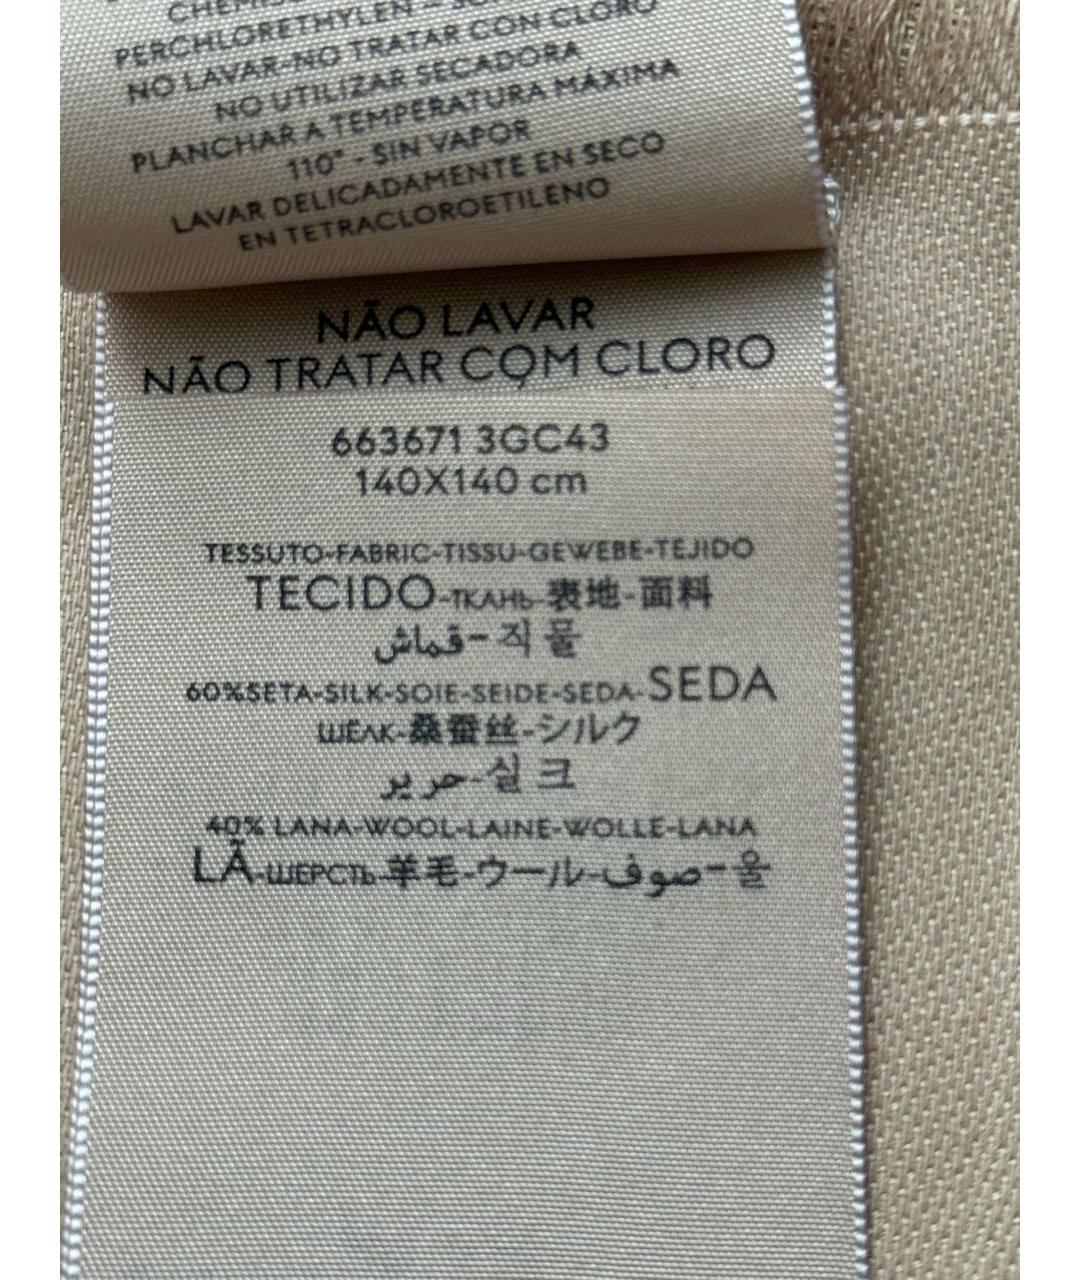 PERCHLORETHYLEN –
NO LAVAR-NO TRATAR CON CLORO
NO UTILIZAR SECADORA
PLANCHAR A TEMPERATURA MÁXIMA
110° - SIN VAPOR
LAVAR DELICADAMENTE EN SECO
EN TETRACLOROETILENO
NÃO LAVAR
NÃO TRATAR COM CLORO
663671 3GC43
140X140 cm
TESSUTO-FABRIC-TISSU-GEWEBE-TEJIDO
TECIDO-ТКАНЬ-表地-面料
قماش-직물
60%SETA-SILK-SOIE-SEIDE-SEDA-SEDA
ШЁЛК-桑蚕丝-シルク
حرير-실크
40% LANA-WOOL-LAINE-WOLLE-LANA
LÃ-ШЕРСТЬ-羊毛-ウール-صوف-울